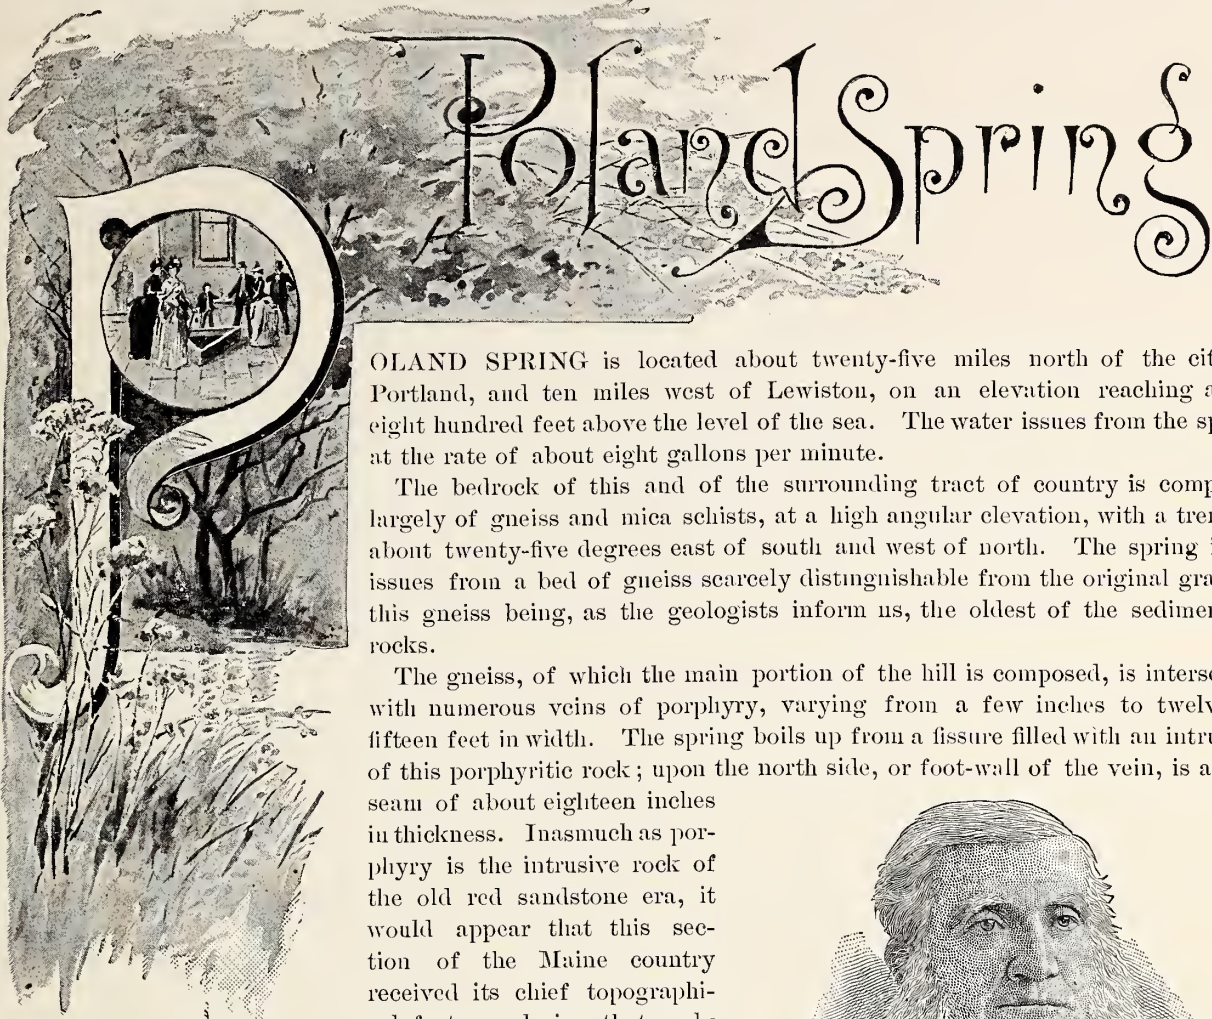 Poland Spring
POLAND SPRING is located about twenty-five miles north of the
Portland, and ten miles west of Lewiston, on an elevation reaching
eight hundred feet above the level of the sea. The water issues from the
at the rate of about eight gallons per minute.
The bedrock of this and of the surrounding tract of country is
largely of gneiss and mica schists, at a high angular elevation, with a
about twenty-five degrees east of south and west of north. The spring
issues from a bed of gneiss scarcely distinguishable from the original
this gneiss being, as the geologists inform us, the oldest of the
rocks.
The gneiss, of which the main portion of the hill is composed, is
with numerous veins of porphyry, varying from a few inches to
fifteen feet in width. The spring boils up from a fissure filled with an
of this porphyritic rock; upon the north side, or foot-wall of the vein, is a
seam of about eighteen inches
in thickness. Inasmuch as por-
phyry is the intrusive rock of
the old red sandstone era, it
would appear that this sec-
tion of the Maine country
received its chief topographi-